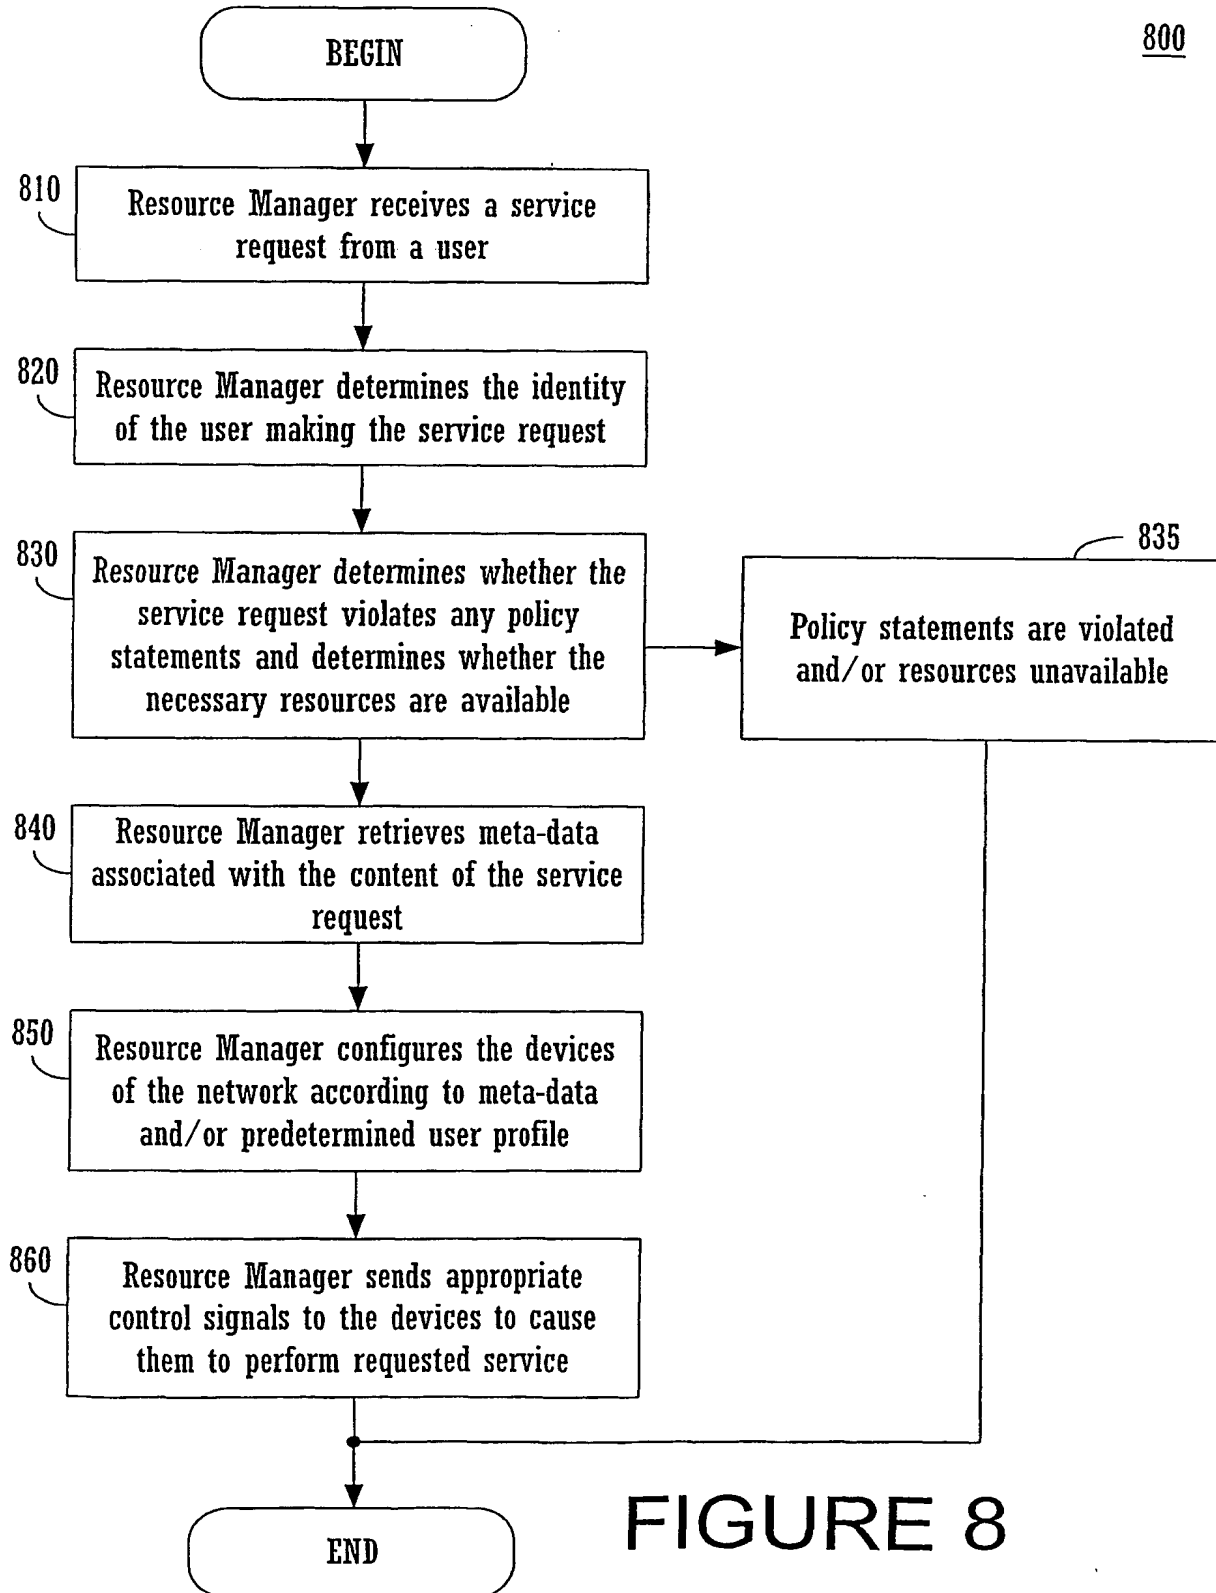 BEGIN
800
810
Resource Manager receives a service
request from a user
820
Resource Manager determines the identity
of the user making the service request
830
Resource Manager determines whether the
service request violates any policy
statements and determines whether the
necessary resources are available
835
Policy statements are violated
and/or resources unavailable
840
Resource Manager retrieves meta-data
associated with the content of the service
request
850
Resource Manager configures the devices
of the network according to meta-data
and/or predetermined user profile
860
Resource Manager sends appropriate
control signals to the devices to cause
them to perform requested service
END
FIGURE 8